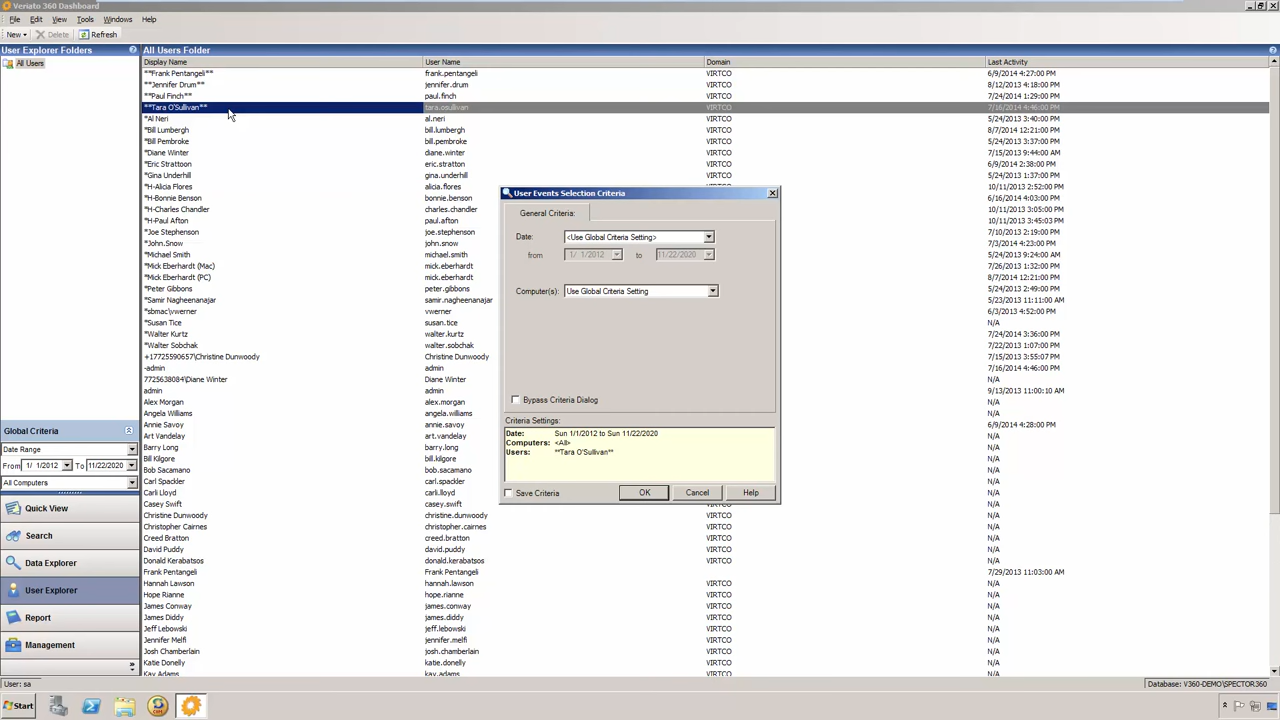 Veriato 360 Dashboard
File Edit View Tools Windows Help
New Delete Refresh
User Explorer Folders
All Users
All Users Folder
Display Name User Name Domain Last Activity
**Frank Pentangeli** frank.pentangeli VIRTCO 6/9/2014 4:27:00 PM
**Jennifer Drum** jennifer.drum VIRTCO 8/12/2013 4:18:00 PM
**Paul Finch** paul.finch VIRTCO 7/24/2014 1:29:00 PM
**Tara O'Sullivan** tara.osullivan VIRTCO 7/16/2014 4:46:00 PM
*Al Neri al.neri VIRTCO 5/24/2013 3:40:00 PM
*Bill Lumbergh bill.lumbergh VIRTCO 8/7/2014 12:21:00 PM
*Bill Pembroke bill.pembroke VIRTCO 5/24/2013 3:37:00 PM
*Diane Winter diane.winter VIRTCO 7/15/2013 9:44:00 AM
*Eric Strattoon eric.stratton VIRTCO 6/9/2014 2:38:00 PM
*Gina Underhill gina.underhill VIRTCO 5/24/2013 1:37:00 PM
*H-Alicia Flores alicia.flores 10/11/2013 2:52:00 PM
*H-Bonnie Benson bonnie.benson 6/16/2014 4:03:00 PM
*H-Charles Chandler charles.chandler 10/11/2013 3:05:00 PM
*H-Paul Afton paul.afton 10/11/2013 3:45:03 PM
*Joe Stephenson joe.stephenson 7/10/2013 2:19:00 PM
*John.Snow john.snow 7/3/2014 4:23:00 PM
*Michael Smith michael.smith 5/23/2014 9:24:00 AM
*Mick Eberhardt (Mac) mick.eberhardt 7/26/2013 1:32:00 PM
*Mick Eberhardt (PC) mick.eberhardt 7/18/2013 2:11:00 PM
*Peter Gibbons peter.gibbons 5/24/2013 2:49:00 PM
*Samir Nagheenanajar samir.nagheenanajar 5/23/2013 11:11:00 AM
*sbmac\vwerner vwerner 6/3/2013 4:52:00 PM
*Susan Tice susan.tice N/A
*Walter Kurtz walter.kurtz 7/24/2014 3:36:00 PM
*Walter Sobchak walter.sobchak 7/22/2013 1:07:00 PM
+17725590657\Christine Dunwoody Christine Dunwoody 7/15/2013 3:55:07 PM
-admin admin 7/16/2014 4:46:00 PM
7725638084\Diane Winter Diane Winter N/A
admin admin 9/13/2013 11:00:10 AM
Alex Morgan alex.morgan N/A
Angela Williams angela.williams N/A
Annie Savoy annie.savoy 6/9/2014 4:28:00 PM
Art Vandelay art.vandelay N/A
Barry Long barry.long N/A
Bill Kilgore bill.kilgore N/A
Bob Sacamano bob.sacamano N/A
Carl Spackler carl.spackler N/A
Carli Lloyd carli.lloyd N/A
Casey Swift casey.swift VIRTCO N/A
Christine Dunwoody christine.dunwoody VIRTCO N/A
Christopher Cairnes christopher.cairnes VIRTCO N/A
Creed Bratton creed.bratton VIRTCO N/A
David Puddy david.puddy VIRTCO N/A
Donald Kerabatsos donald.kerabatsos VIRTCO N/A
Frank Pentangeli Frank Pentangeli 7/29/2013 11:03:00 AM
Hannah Lawson hannah.lawson VIRTCO N/A
Hope Rianne hope.rianne VIRTCO N/A
James Conway james.conway VIRTCO N/A
James Diddy james.diddy VIRTCO N/A
Jeff Lebowski jeff.lebowski VIRTCO N/A
Jennifer Melfi jennifer.melfi VIRTCO N/A
Josh Chamberlain josh.chamberlain VIRTCO N/A
Katie Donelly katie.donelly VIRTCO N/A
Kay Adams kay.adams VIRTCO N/A
User Events Selection Criteria
General Criteria:
Date: <Use Global Criteria Setting>
from 1/ 1/2012 to 11/22/2020
Computer(s): Use Global Criteria Setting
Bypass Criteria Dialog
Criteria Settings:
Date: Sun 1/1/2012 to Sun 11/22/2020
Computers: <All>
Users: **Tara O'Sullivan**
Save Criteria OK Cancel Help
Global Criteria
Date Range
From 1/ 1/2012 To 11/22/2020
All Computers
Quick View
Search
Data Explorer
User Explorer
Report
Management
User: sa
Database: V360-DEMO\SPECTOR360
Start